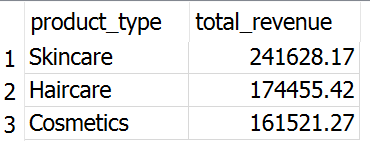 product_type total_revenue
1 Skincare 241628.17
2 Haircare 174455.42
3 Cosmetics 161521.27